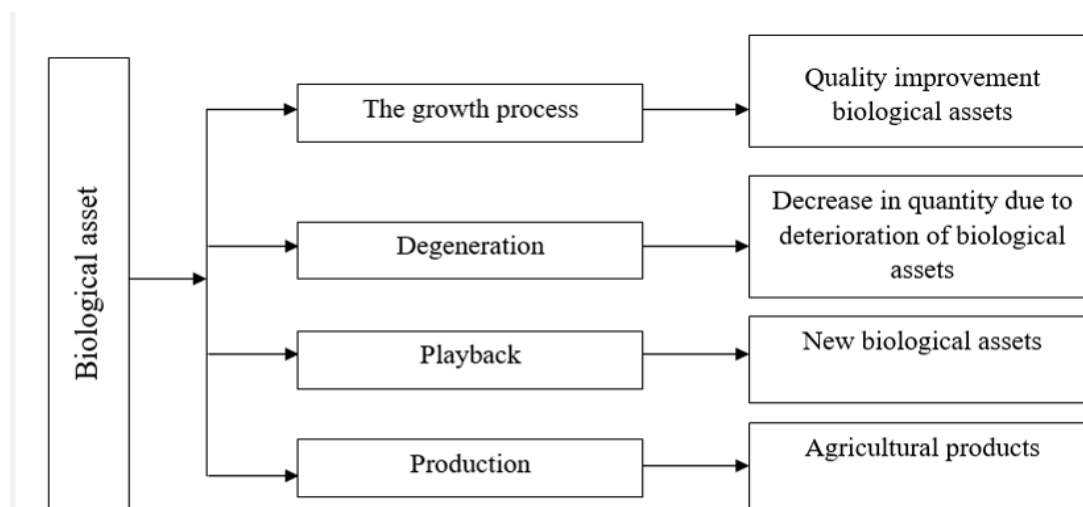 Biological asset
The growth process
Quality improvement
biological assets
Degeneration
Decrease in quantity due to
deterioration of biological
assets
Playback
New biological assets
Production
Agricultural products